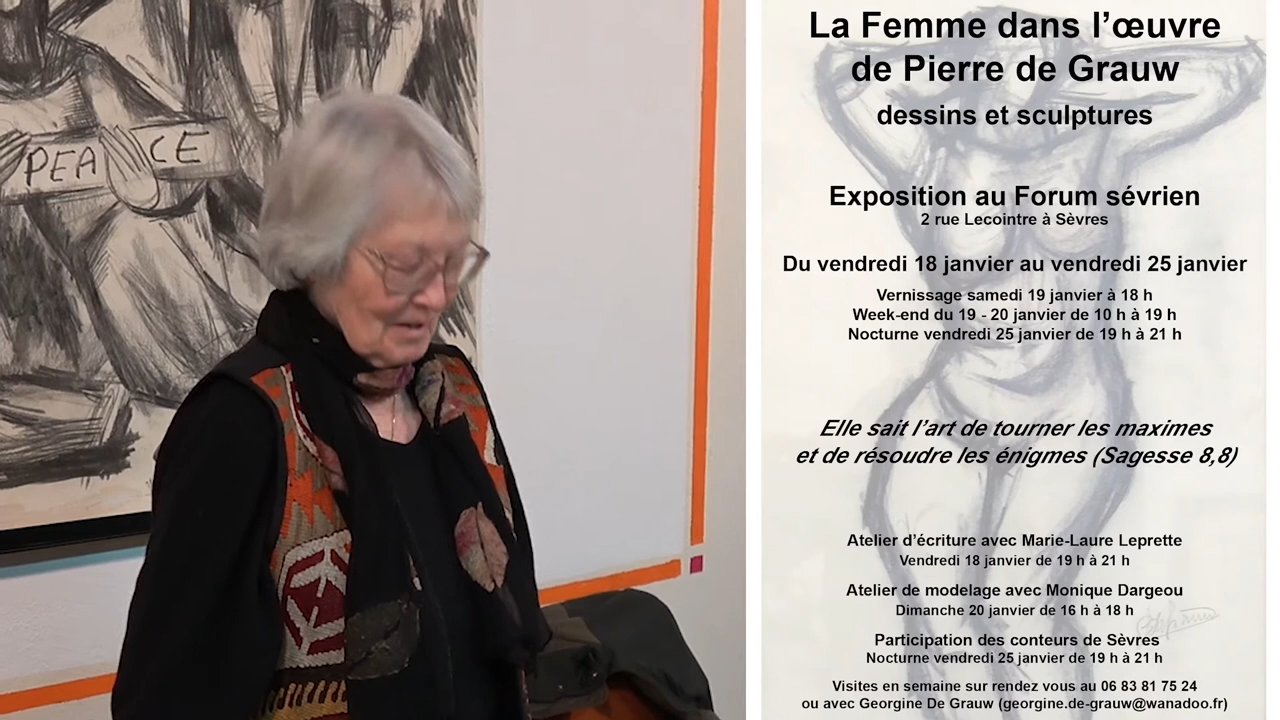 PEACE
La Femme dans l'œuvre
de Pierre de Grauw
dessins et sculptures
Exposition au Forum sévrien
2 rue Lecointre à Sèvres
Du vendredi 18 janvier au vendredi 25 janvier
Vernissage samedi 19 janvier à 18 h
Week-end du 19 - 20 janvier de 10 h à 19 h
Nocturne vendredi 25 janvier de 19 h à 21 h
Elle sait l'art de tourner les maximes
et de résoudre les énigmes (Sagesse 8,8)
Atelier d'écriture avec Marie-Laure Leprette
Vendredi 18 janvier de 19 h à 21 h
Atelier de modelage avec Monique Dargeou
Dimanche 20 janvier de 16 h à 18 h
Participation des conteurs de Sèvres
Nocturne vendredi 25 janvier de 19 h à 21 h
Visites en semaine sur rendez vous au 06 83 81 75 24
ou avec Georgine De Grauw (georgine.de-grauw@wanadoo.fr)